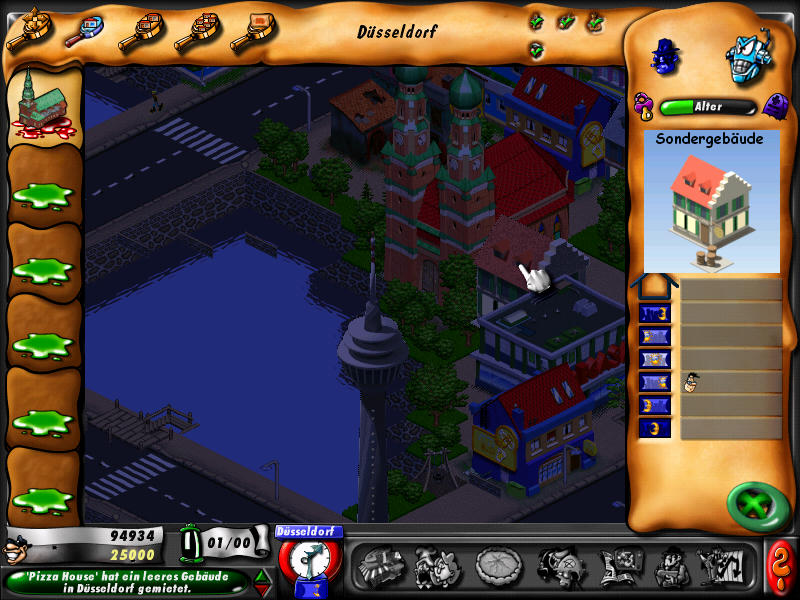 Düsseldorf
Alter
Sondergebäude
94934
25000
01/00
Düsseldorf
'Pizza House' hat ein leeres Gebäude
in Düsseldorf gemietet.
?